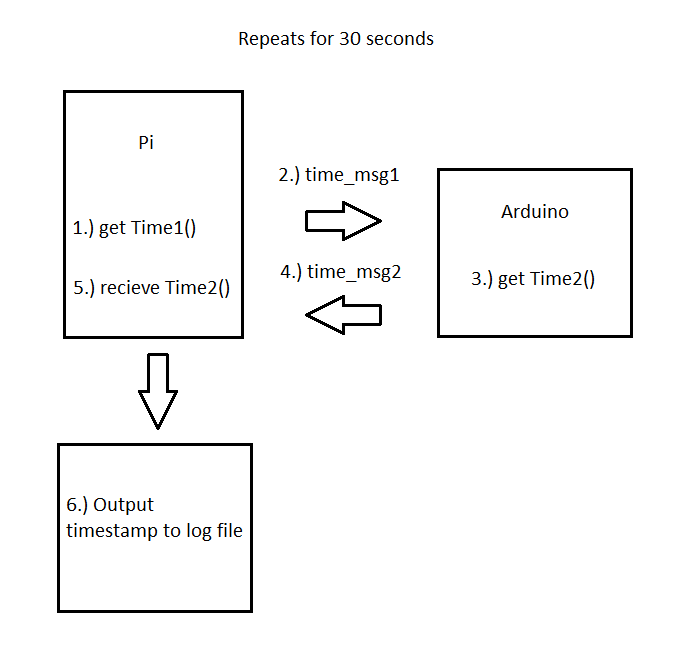 Repeats for 30 seconds
Pi
1.) get Time1()
5.) recieve Time2()
2.) time_msg1
4.) time_msg2
Arduino
3.) get Time2()
6.) Output
timestamp to log file